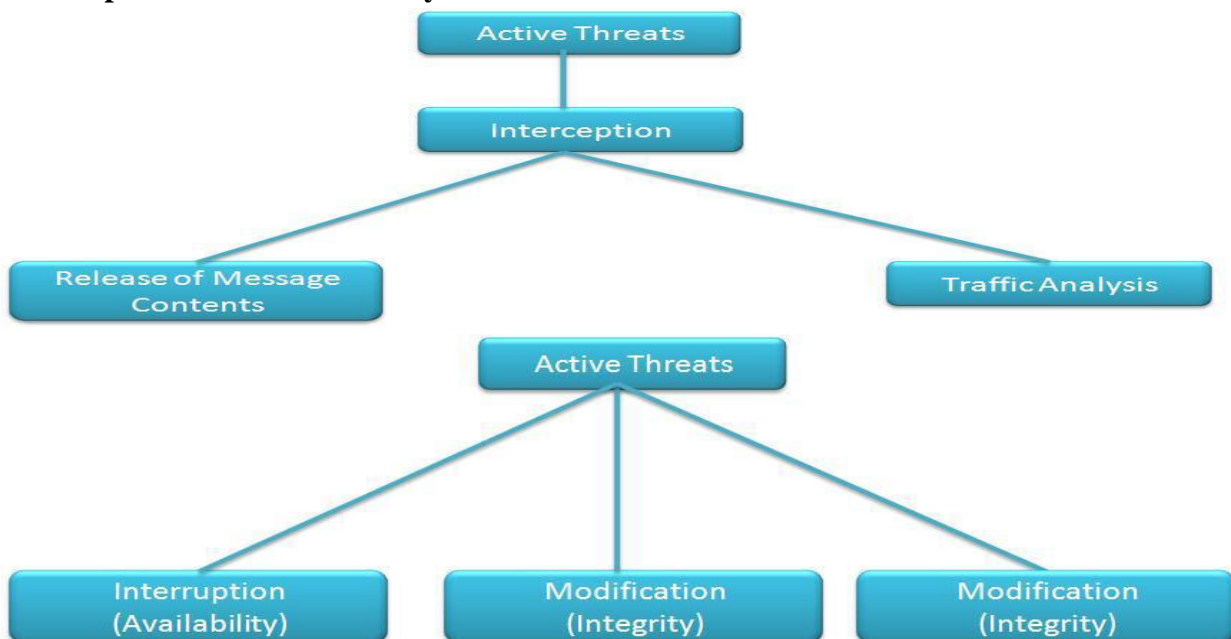 Active Threats
Interception
Release of Message
Contents
Traffic Analysis
Active Threats
Interruption
(Availability)
Modification
(Integrity)
Modification
(Integrity)